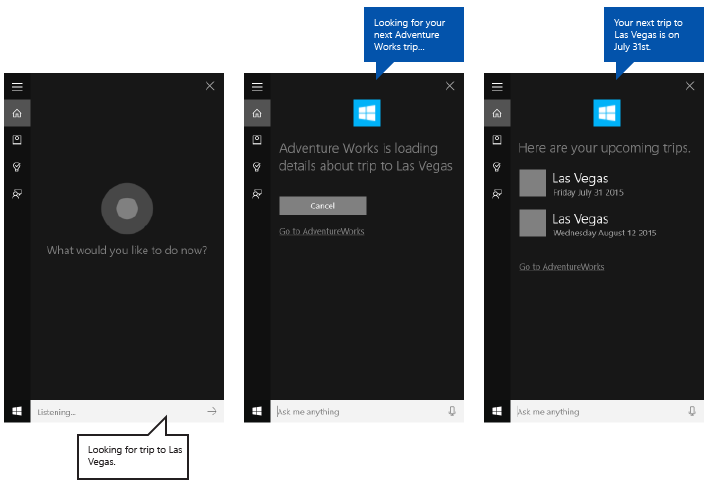 What would you like to do now?
Listening...
Looking for trip to Las
Vegas.
Looking for your
next Adventure
Works trip...
Adventure Works is loading
details about trip to Las Vegas
Cancel
Go to AdventureWorks
Ask me anything
Your next trip to
Las Vegas is on
July 31st.
Here are your upcoming trips.
Las Vegas
Friday July 31 2015
Las Vegas
Wednesday August 12 2015
Go to AdventureWorks
Ask me anything